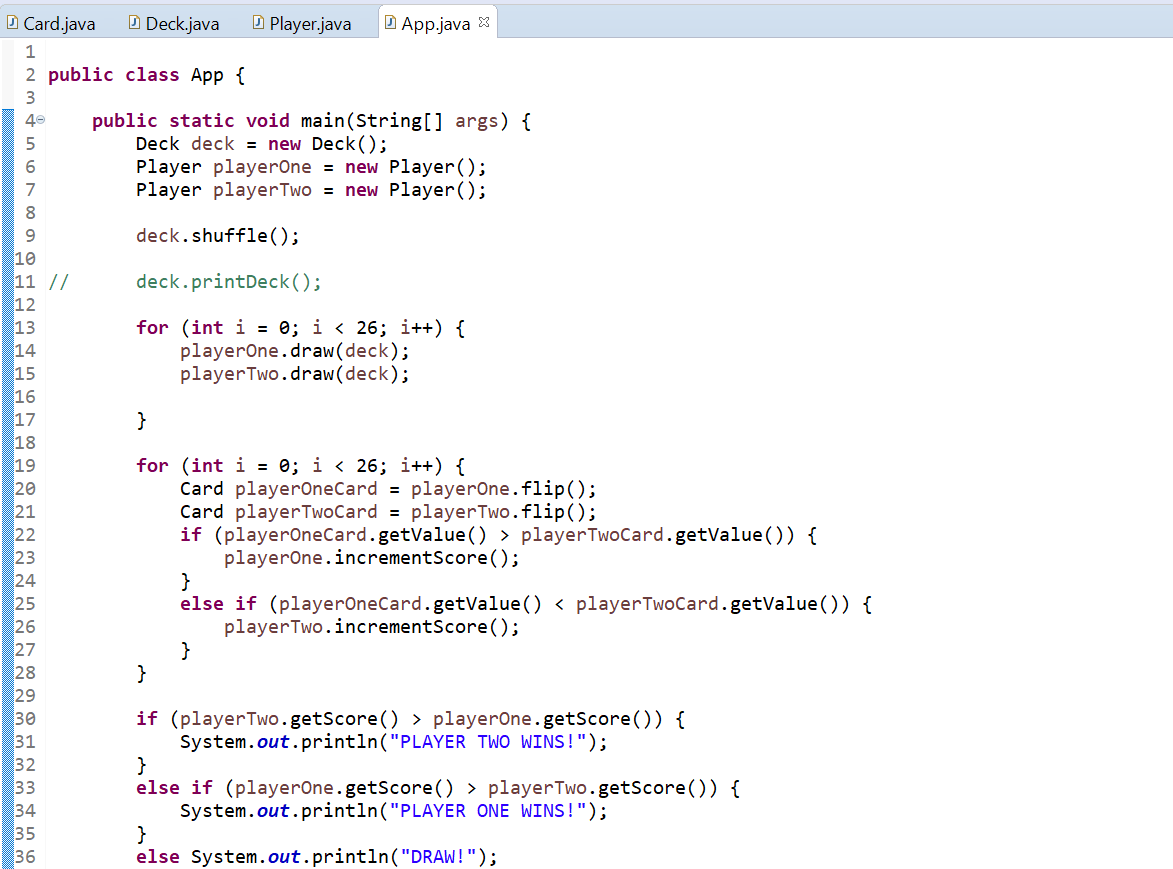 Card.java Deck.java Player.java App.java
1
2 public class App {
3
4 public static void main(String[] args) {
5 Deck deck = new Deck();
6 Player playerOne = new Player();
7 Player playerTwo = new Player();
8
9 deck.shuffle();
10
11 // deck.printDeck();
12
13 for (int i = 0; i < 26; i++) {
14 playerOne.draw(deck);
15 playerTwo.draw(deck);
16
17 }
18
19 for (int i = 0; i < 26; i++) {
20 Card playerOneCard = playerOne.flip();
21 Card playerTwoCard = playerTwo.flip();
22 if (playerOneCard.getValue() > playerTwoCard.getValue()) {
23 playerOne.incrementScore();
24 }
25 else if (playerOneCard.getValue() < playerTwoCard.getValue()) {
26 playerTwo.incrementScore();
27 }
28 }
29
30 if (playerTwo.getScore() > playerOne.getScore()) {
31 System.out.println("PLAYER TWO WINS!");
32 }
33 else if (playerOne.getScore() > playerTwo.getScore()) {
34 System.out.println("PLAYER ONE WINS!");
35 }
36 else System.out.println("DRAW!");